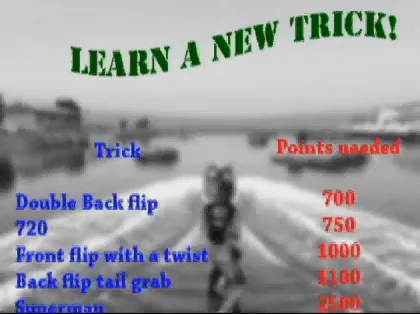 LEARN A NEW TRICK!
Trick Points needed
Double Back flip 700
720 750
Front flip with a twist 1000
Back flip tail grab 1100
Superman 2500